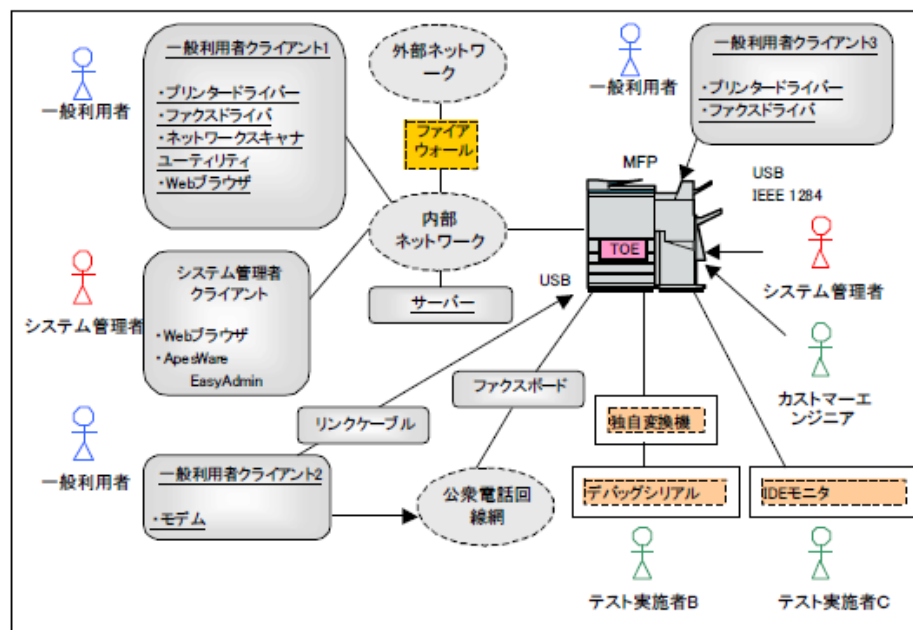 一般利用者
一般利用者クライアント1
・プリンタードライバー
・ファクスドライバ
・ネットワークスキャナ
ユーティリティ
・Webブラウザ
外部ネットワ
ーク
ファイア
ウォール
内部
ネットワーク
サーバー
一般利用者
一般利用者クライアント3
・プリンタードライバー
・ファクスドライバ
MFP
USB
IEEE 1284
TOE
システム管理者
システム管理者
システム管理者
クライアント
・Webブラウザ
・ApesWare
EasyAdmin
USB
ファクスボード
リンクケーブル
カスタマーエ
ンジニア
独自変換機
一般利用者
一般利用者クライアント2
・モデム
公衆電話回
線網
デバッグシリアル
IDEモニタ
テスト実施者B
テスト実施者C